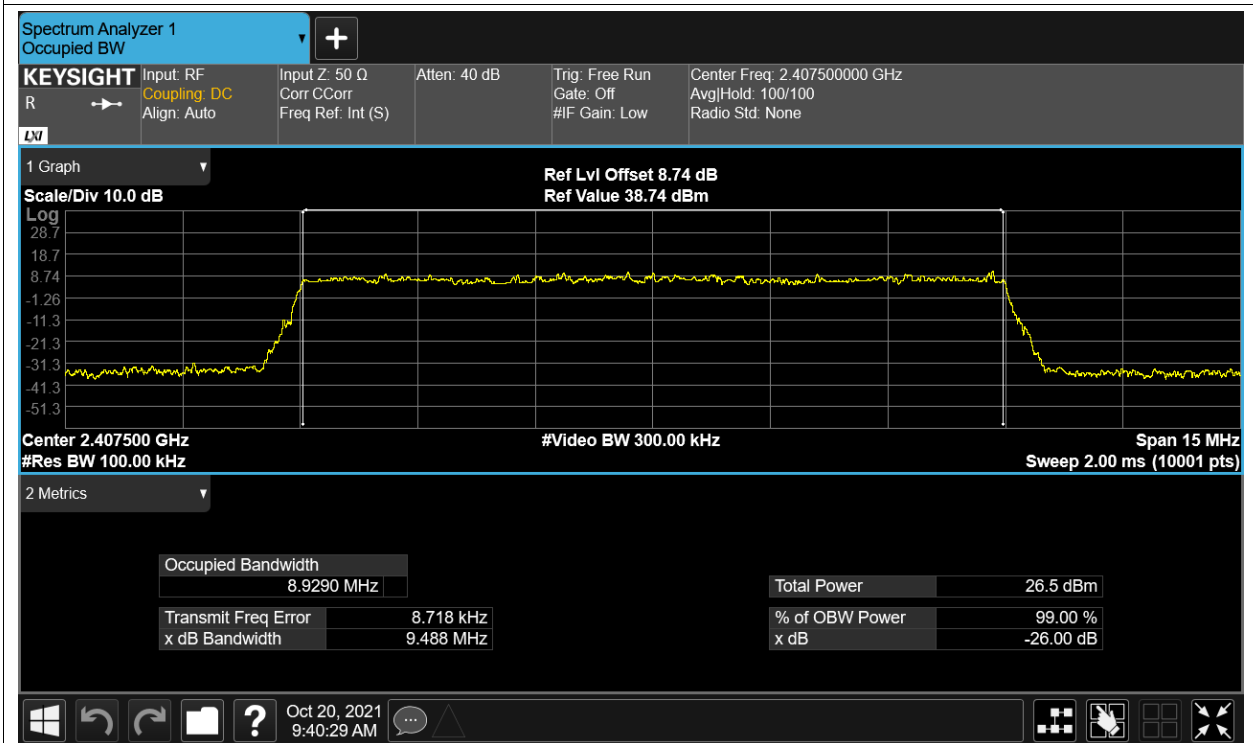 Spectrum Analyzer 1
Occupied BW
KEYSIGHT
R
LXI
Input: RF
Coupling: DC
Align: Auto
Input Z: 50 Ω
Corr CCorr
Freq Ref: Int (S)
Atten: 40 dB
Trig: Free Run
Gate: Off
#IF Gain: Low
Center Freq: 2.407500000 GHz
Avg|Hold: 100/100
Radio Std: None
1 Graph
Ref Lvl Offset 8.74 dB
Scale/Div 10.0 dB
Ref Value 38.74 dBm
Log
28.7
18.7
8.74
-1.26
-11.3
-21.3
-31.3
-41.3
-51.3
Center 2.407500 GHz
#Video BW 300.00 kHz
Span 15 MHz
#Res BW 100.00 kHz
Sweep 2.00 ms (10001 pts)
2 Metrics
Occupied Bandwidth
8.9290 MHz
Total Power 26.5 dBm
Transmit Freq Error 8.718 kHz
% of OBW Power 99.00 %
x dB Bandwidth 9.488 MHz
x dB -26.00 dB
?
Oct 20, 2021
9:40:29 AM